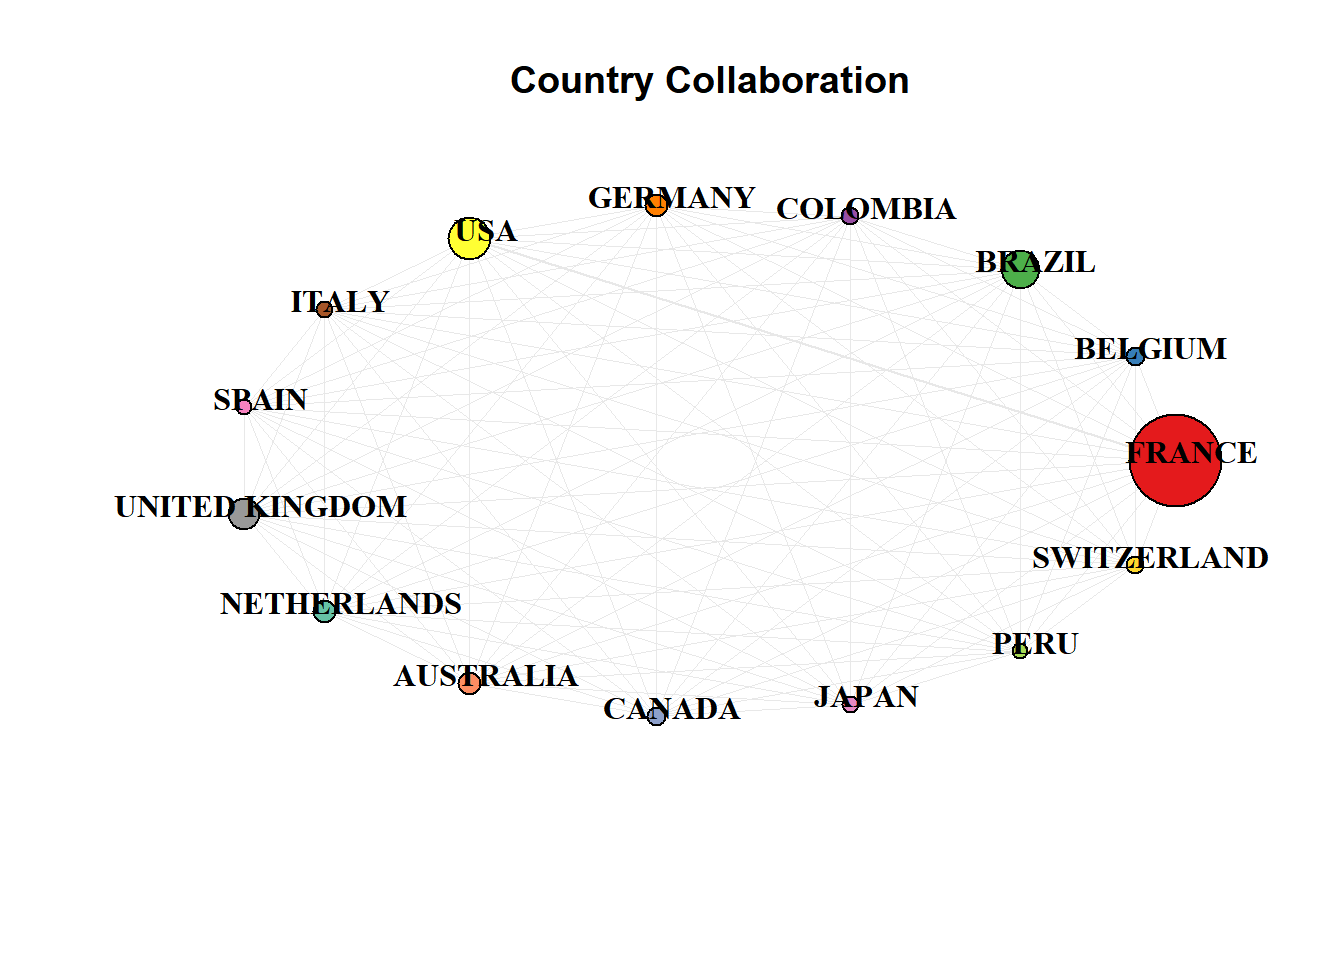 Country Collaboration
GERMANY
COLOMBIA
USA
BRAZIL
ITALY
BELGIUM
SPAIN
FRANCE
UNITED KINGDOM
SWITZERLAND
NETHERLANDS
PERU
AUSTRALIA
JAPAN
CANADA